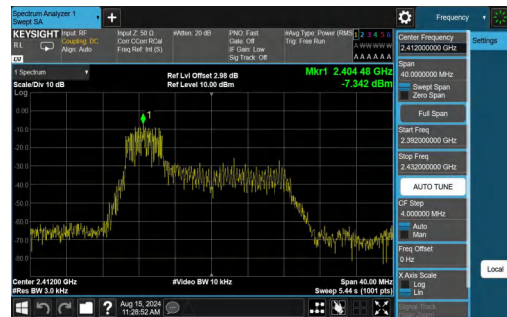 Spectrum Analyzer 1
Swept SA
+
Frequency
Settings
KEYSIGHT
RL
LV
Input: RF
Coupling: DC
Align: Auto
Input Z: 50 Ω
Corr CCorr RCal
Freq Ref: Int (S)
#Atten: 20 dB
PNO: Fast
Gate: Off
IF Gain: Low
Sig Track: Off
#Avg Type: Power (RMS)
Trig: Free Run
1 2 3 4 5 6
A W W W W W
A A A A A A
1 Spectrum
Scale/Div 10 dB
Log
Ref Lvl Offset 2.98 dB
Ref Level 10.00 dBm
Mkr1 2.404 48 GHz
-7.342 dBm
1
0.00
-10.0
-20.0
-30.0
-40.0
-50.0
-60.0
-70.0
-80.0
Center 2.41200 GHz
#Res BW 3.0 kHz
#Video BW 10 kHz
Span 40.00 MHz
Sweep 5.44 s (1001 pts)
Center Frequency
2.412000000 GHz
Span
40.0000000 MHz
Swept Span
Zero Span
Full Span
Start Freq
2.392000000 GHz
Stop Freq
2.432000000 GHz
AUTO TUNE
CF Step
4.000000 MHz
Auto
Man
Freq Offset
0 Hz
X Axis Scale
Log
Lin
Signal Track
Local
?
Aug 15, 2024
11:28:52 AM